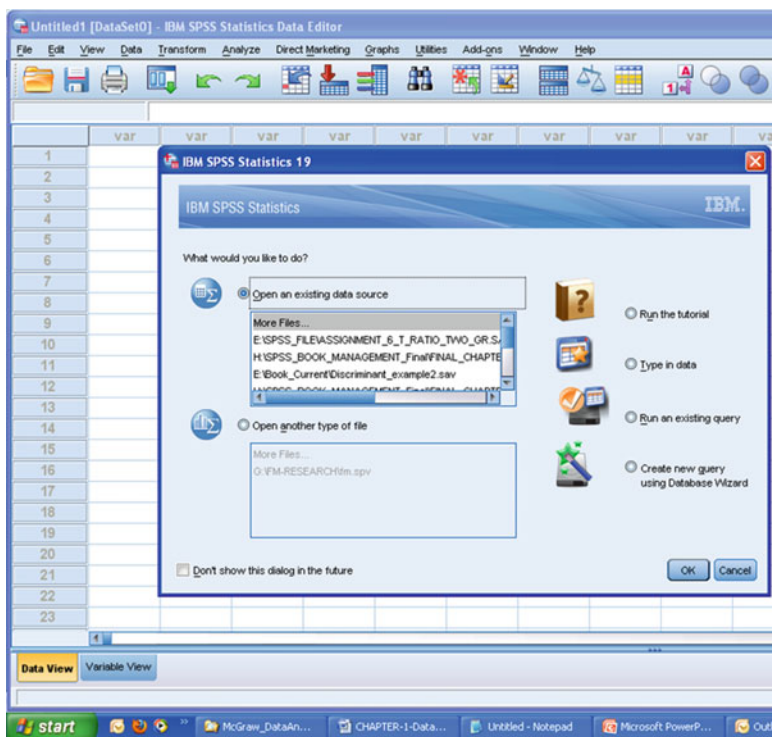 Untitled1 [DataSet0] - IBM SPSS Statistics Data Editor
File Edit View Data Transform Analyze Direct Marketing Graphs Utilities Add-ons Window Help
var var var var var var var var var
1
2
3
4
5
6
7
8
9
10
11
12
13
14
15
16
17
18
19
20
21
22
23
IBM SPSS Statistics 19
IBM SPSS Statistics
IBM.
What would you like to do?
Open an existing data source
More Files...
E:\SPSS_FILE\ASSIGNMENT_6_T_RATIO_TWO_GR.SA
H:\SPSS_BOOK_MANAGEMENT_Final\FINAL_CHAPTE
E:\Book_Current\Discriminant_example2.sav
H:\SPSS_BOOK_MANAGEMENT_Final\FINAL_CHAPTE
Open another type of file
More Files...
G:\FM-RESEARCH\fm.spv
Run the tutorial
Type in data
Run an existing query
Create new query
using Database Wizard
Don't show this dialog in the future
OK Cancel
Data View Variable View
start McGraw_DataAn... CHAPTER-1-Data... Untitled - Notepad Microsoft PowerP... Outl